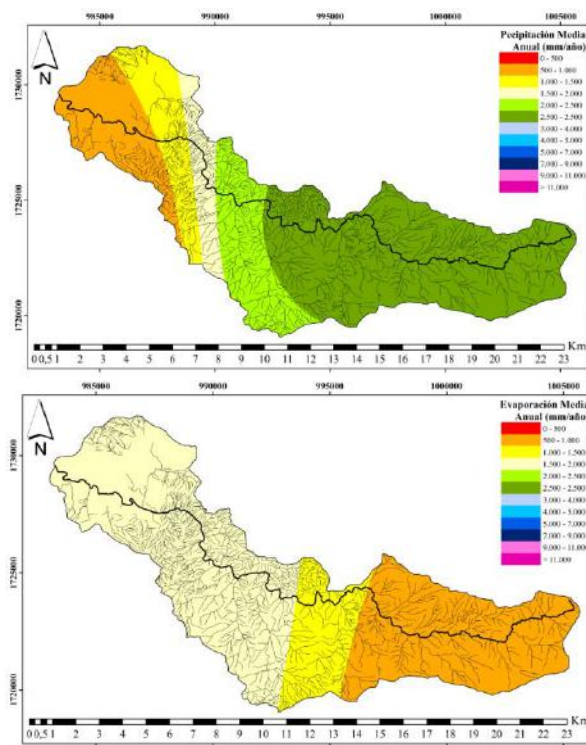 985000 990000 995000 1000000 1005000
Pecipitación Media
Anual (mm/año)
0 - 500
500 - 1.000
1.000 - 1.500
1.500 - 2.000
2.000 - 2.500
2.500 - 2.500
3.000 - 4.000
4.000 - 5.000
5.000 - 7.000
7.000 - 9.000
9.000 - 11.000
> 11.000
N
1730000
1725000
1720000
0 0,5 1 2 3 4 5 6 7 8 9 10 11 12 13 14 15 16 17 18 19 20 21 22 23
Km
985000 990000 995000 1000000 1005000
Evaporación Media
Anual (mm/año)
0 - 500
500 - 1.000
1.000 - 1.500
1.500 - 2.000
2.000 - 2.500
2.500 - 2.500
3.000 - 4.000
4.000 - 5.000
5.000 - 7.000
7.000 - 9.000
9.000 - 11.000
> 11.000
N
1730000
1725000
1720000
Km
0 0,5 1 2 3 4 5 6 7 8 9 10 11 12 13 14 15 16 17 18 19 20 21 22 23